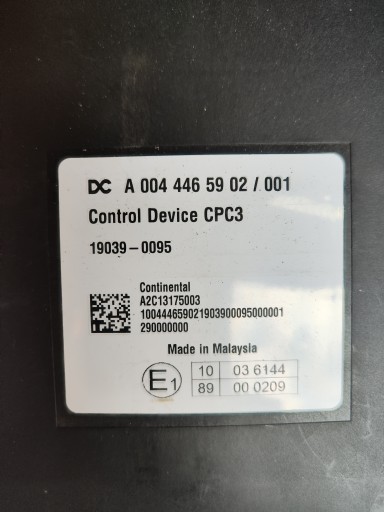 DC A 004 446 59 02 / 001
Control Device CPC3
19039-0095
Continental
A2C13175003
10044465902190390009500001
290000000
Made in Malaysia
E1
10 03 6144
89 00 0209